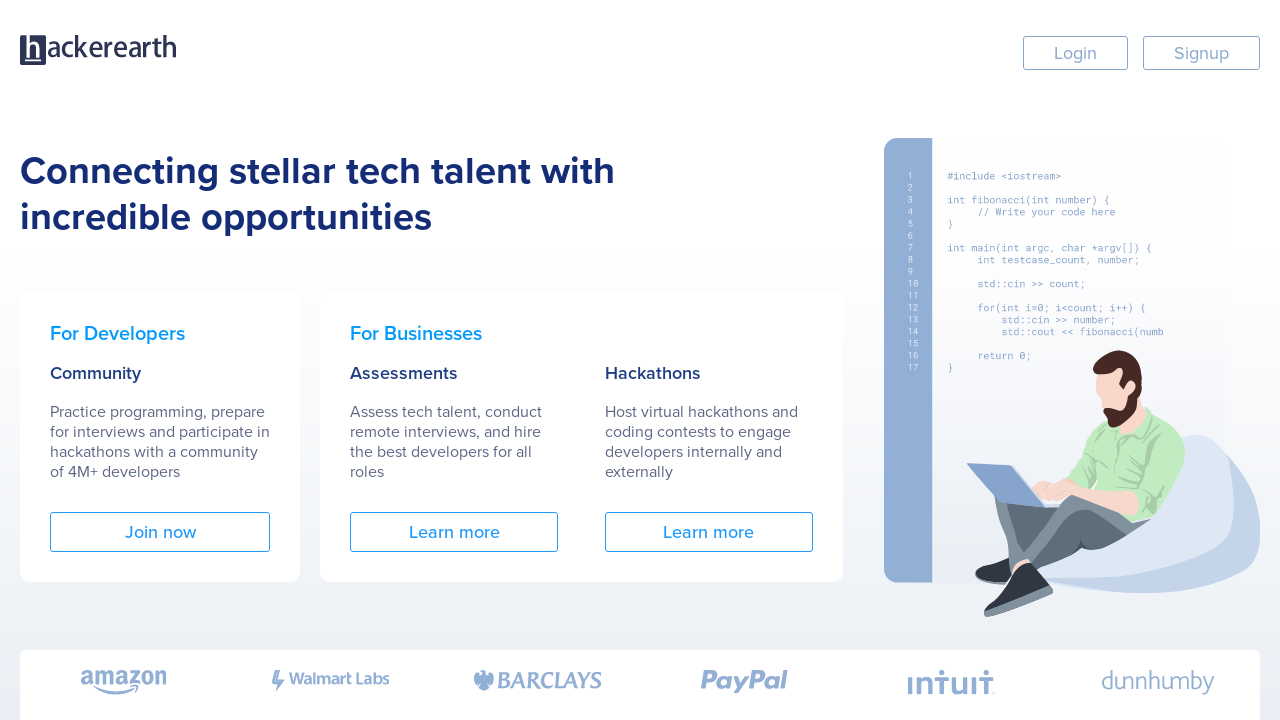 hackerearth
Login
Signup
Connecting stellar tech talent with
incredible opportunities
For Developers
Community
Practice programming, prepare
for interviews and participate in
hackathons with a community
of 4M+ developers
Join now
For Businesses
Assessments
Assess tech talent, conduct
remote interviews, and hire
the best developers for all
roles
Learn more
Hackathons
Host virtual hackathons and
coding contests to engage
developers internally and
externally
Learn more
1 #include <iostream>
2
3 int fibonacci(int number) {
4 // Write your code here
5 }
6
7 int main(int argc, char *argv[]) {
8 int testcase_count, number;
9
10 std::cin >> count;
11
12 for(int i=0; i<count; i++) {
13 std::cin >> number;
14 std::cout << fibonacci(numb
15
16 return 0;
17 }
amazon
Walmart Labs
BARCLAYS
PayPal
intuit
dunnhumby